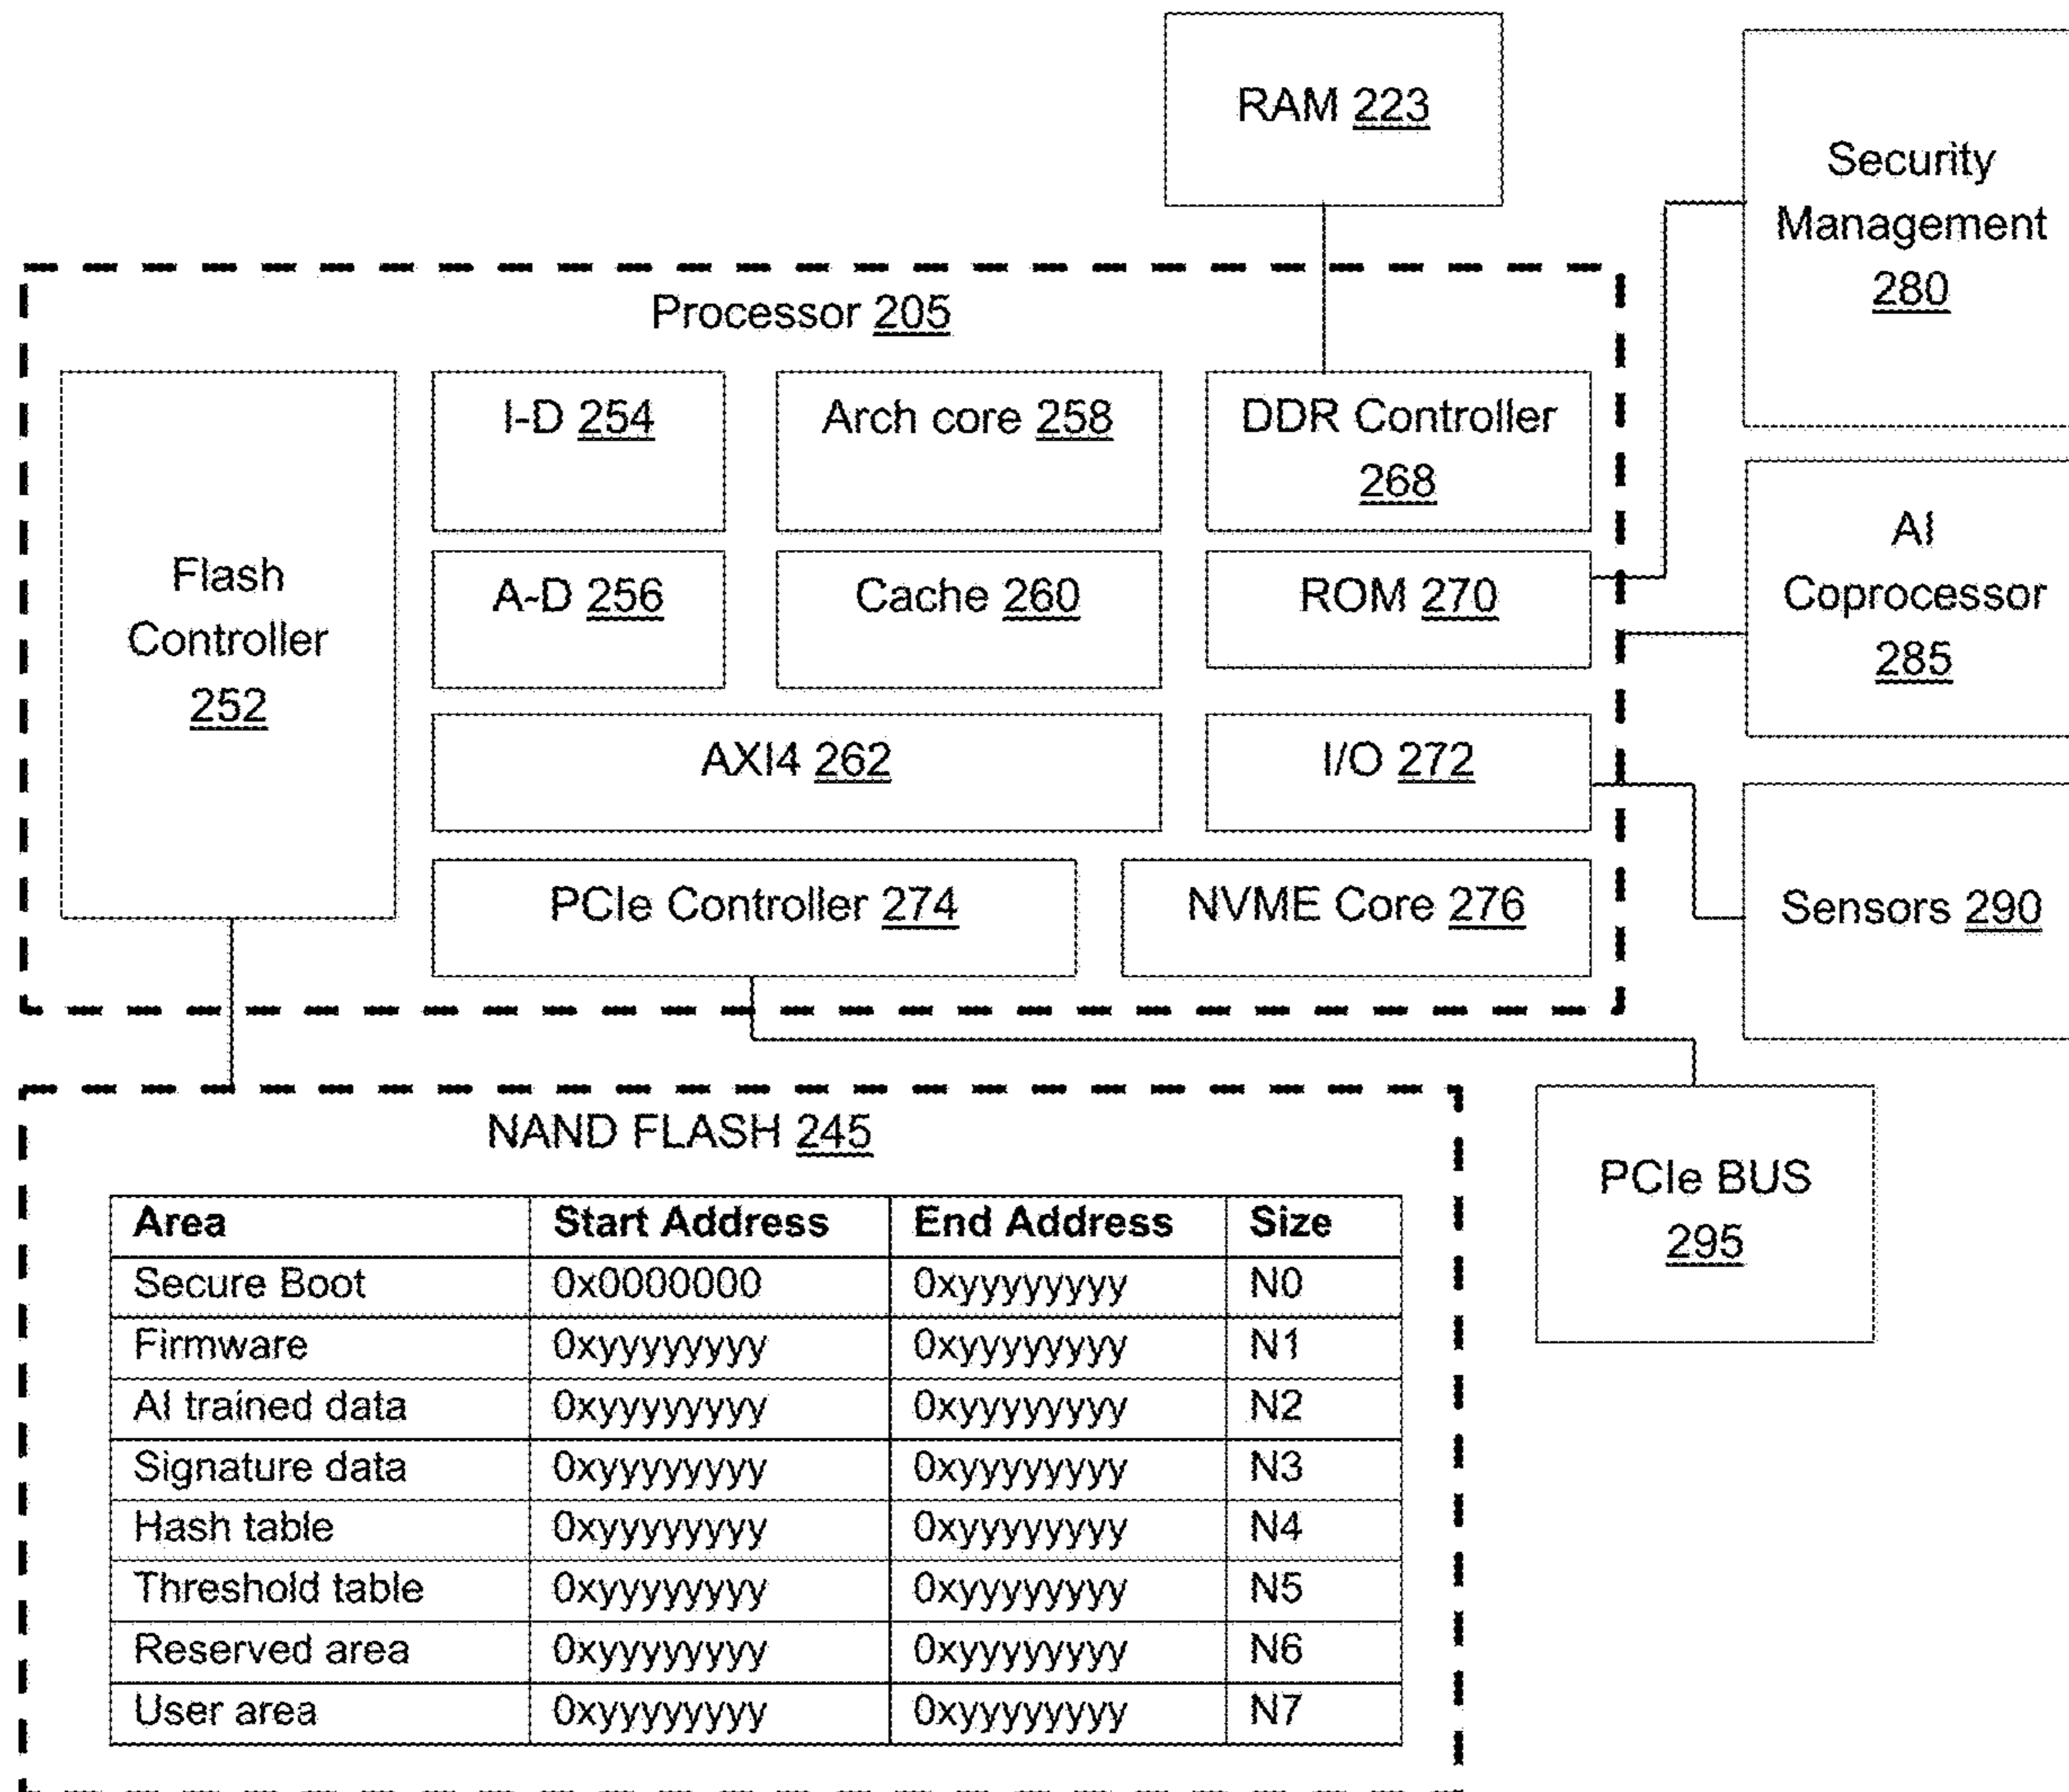 RAM 223
Security
Management
280
Processor 205
Flash
Controller
252
I-D 254
Arch core 258
DDR Controller
268
A-D 256
Cache 260
ROM 270
AXI4 262
I/O 272
PCIe Controller 274
NVME Core 276
AI
Coprocessor
285
Sensors 290
NAND FLASH 245
Area Start Address End Address Size
Secure Boot 0x0000000 0xyyyyyyyy N0
Firmware 0xyyyyyyyy 0xyyyyyyyy N1
AI trained data 0xyyyyyyyy 0xyyyyyyyy N2
Signature data 0xyyyyyyyy 0xyyyyyyyy N3
Hash table 0xyyyyyyyy 0xyyyyyyyy N4
Threshold table 0xyyyyyyyy 0xyyyyyyyy N5
Reserved area 0xyyyyyyyy 0xyyyyyyyy N6
User area 0xyyyyyyyy 0xyyyyyyyy N7
PCIe BUS
295